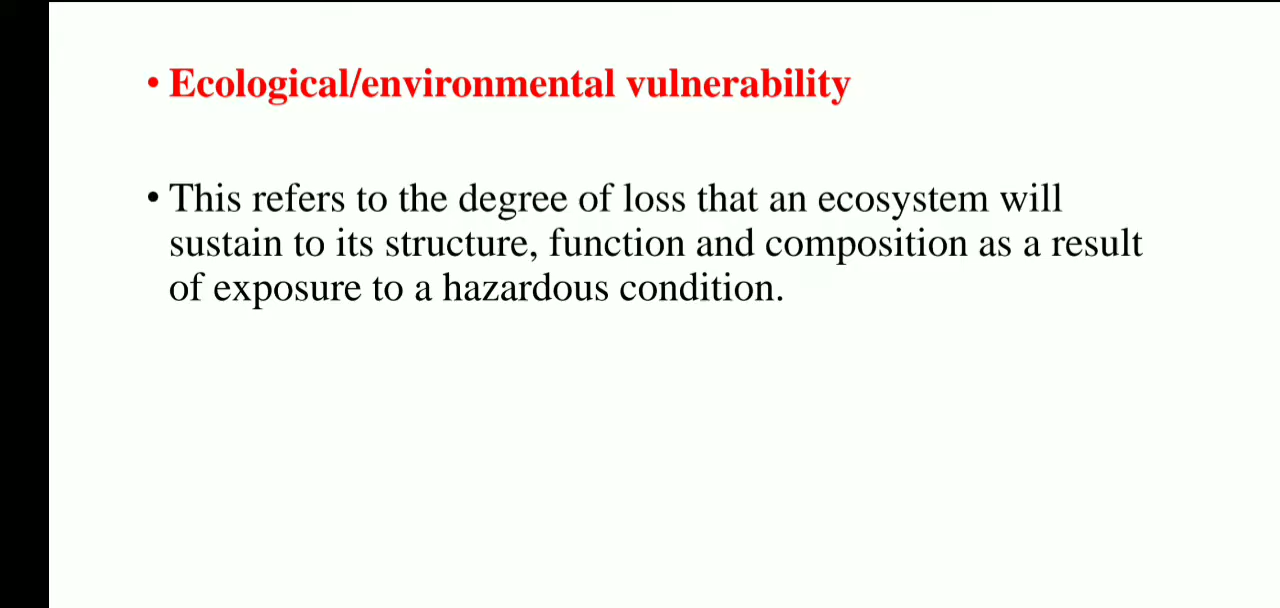 • Ecological/environmental vulnerability
• This refers to the degree of loss that an ecosystem will
sustain to its structure, function and composition as a result
of exposure to a hazardous condition.